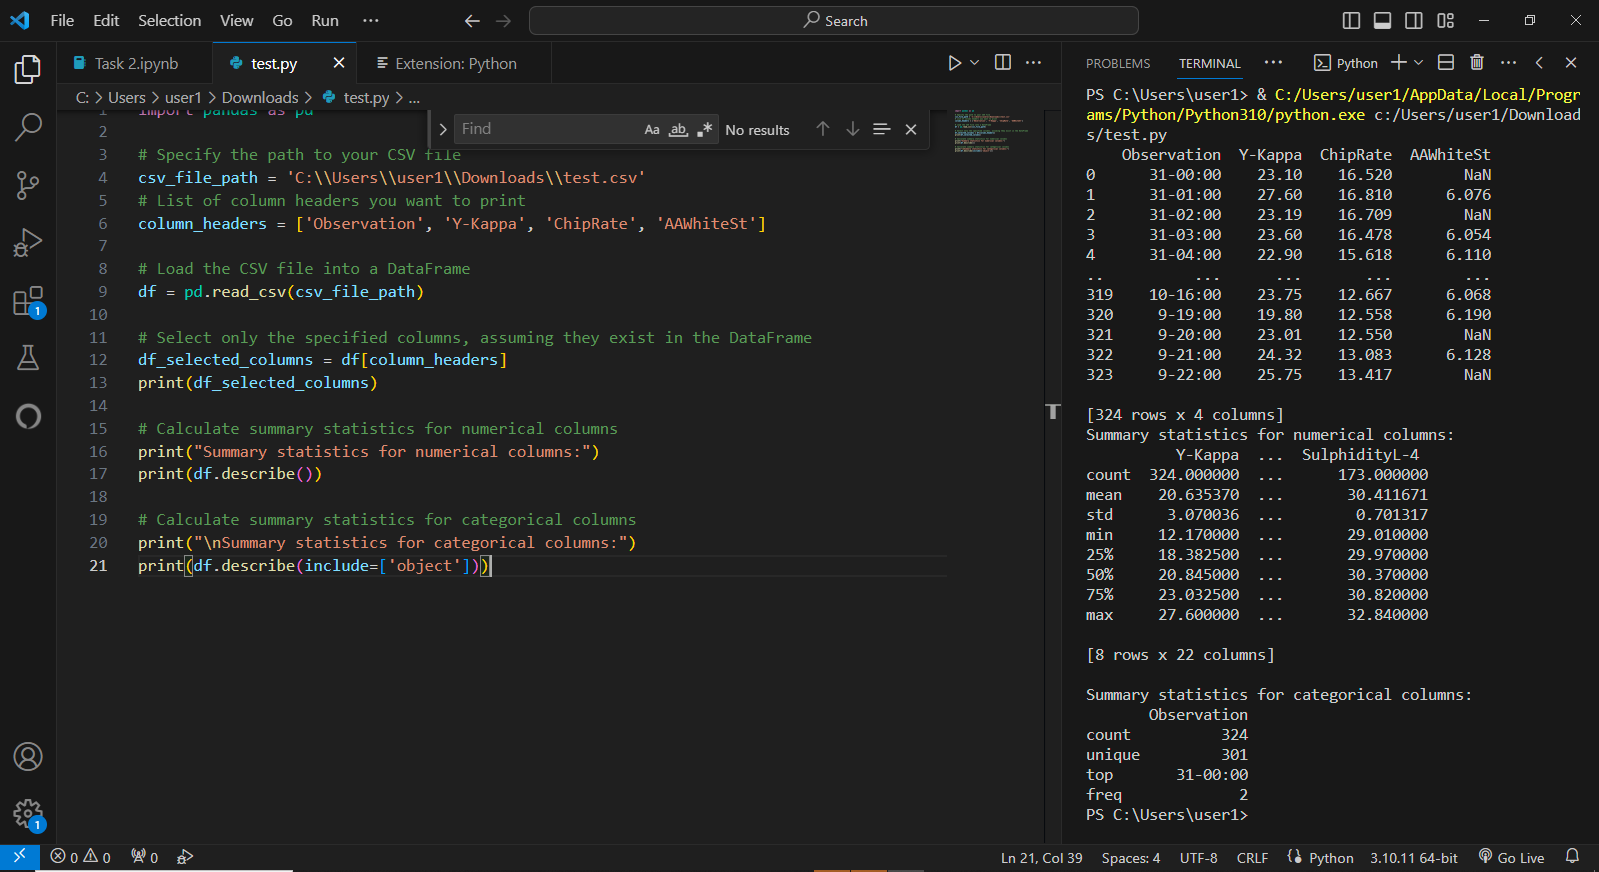 File Edit Selection View Go Run ··· Search
Task 2.ipynb test.py Extension: Python
C: > Users > user1 > Downloads > test.py > ...
Find Aa ab .* No results
1 import pandas as pd
2
3 # Specify the path to your CSV file
4 csv_file_path = 'C:\\Users\\user1\\Downloads\\test.csv'
5 # List of column headers you want to print
6 column_headers = ['Observation', 'Y-Kappa', 'ChipRate', 'AAWhiteSt']
7
8 # Load the CSV file into a DataFrame
9 df = pd.read_csv(csv_file_path)
10
11 # Select only the specified columns, assuming they exist in the DataFrame
12 df_selected_columns = df[column_headers]
13 print(df_selected_columns)
14
15 # Calculate summary statistics for numerical columns
16 print("Summary statistics for numerical columns:")
17 print(df.describe())
18
19 # Calculate summary statistics for categorical columns
20 print("\nSummary statistics for categorical columns:")
21 print(df.describe(include=['object']))
PROBLEMS TERMINAL ··· Python
PS C:\Users\user1> & C:/Users/user1/AppData/Local/Progr
ams/Python/Python310/python.exe c:/Users/user1/Download
s/test.py
Observation Y-Kappa ChipRate AAWhiteSt
0 31-00:00 23.10 16.520 NaN
1 31-01:00 27.60 16.810 6.076
2 31-02:00 23.19 16.709 NaN
3 31-03:00 23.60 16.478 6.054
4 31-04:00 22.90 15.618 6.110
.. ... ... ... ...
319 10-16:00 23.75 12.667 6.068
320 9-19:00 19.80 12.558 6.190
321 9-20:00 23.01 12.550 NaN
322 9-21:00 24.32 13.083 6.128
323 9-22:00 25.75 13.417 NaN
[324 rows x 4 columns]
Summary statistics for numerical columns:
Y-Kappa ... SulphidityL-4
count 324.000000 ... 173.000000
mean 20.635370 ... 30.411671
std 3.070036 ... 0.701317
min 12.170000 ... 29.010000
25% 18.382500 ... 29.970000
50% 20.845000 ... 30.370000
75% 23.032500 ... 30.820000
max 27.600000 ... 32.840000
[8 rows x 22 columns]
Summary statistics for categorical columns:
Observation
count 324
unique 301
top 31-00:00
freq 2
PS C:\Users\user1>
1
1
0 0 0 Ln 21, Col 39 Spaces: 4 UTF-8 CRLF Python 3.10.11 64-bit Go Live